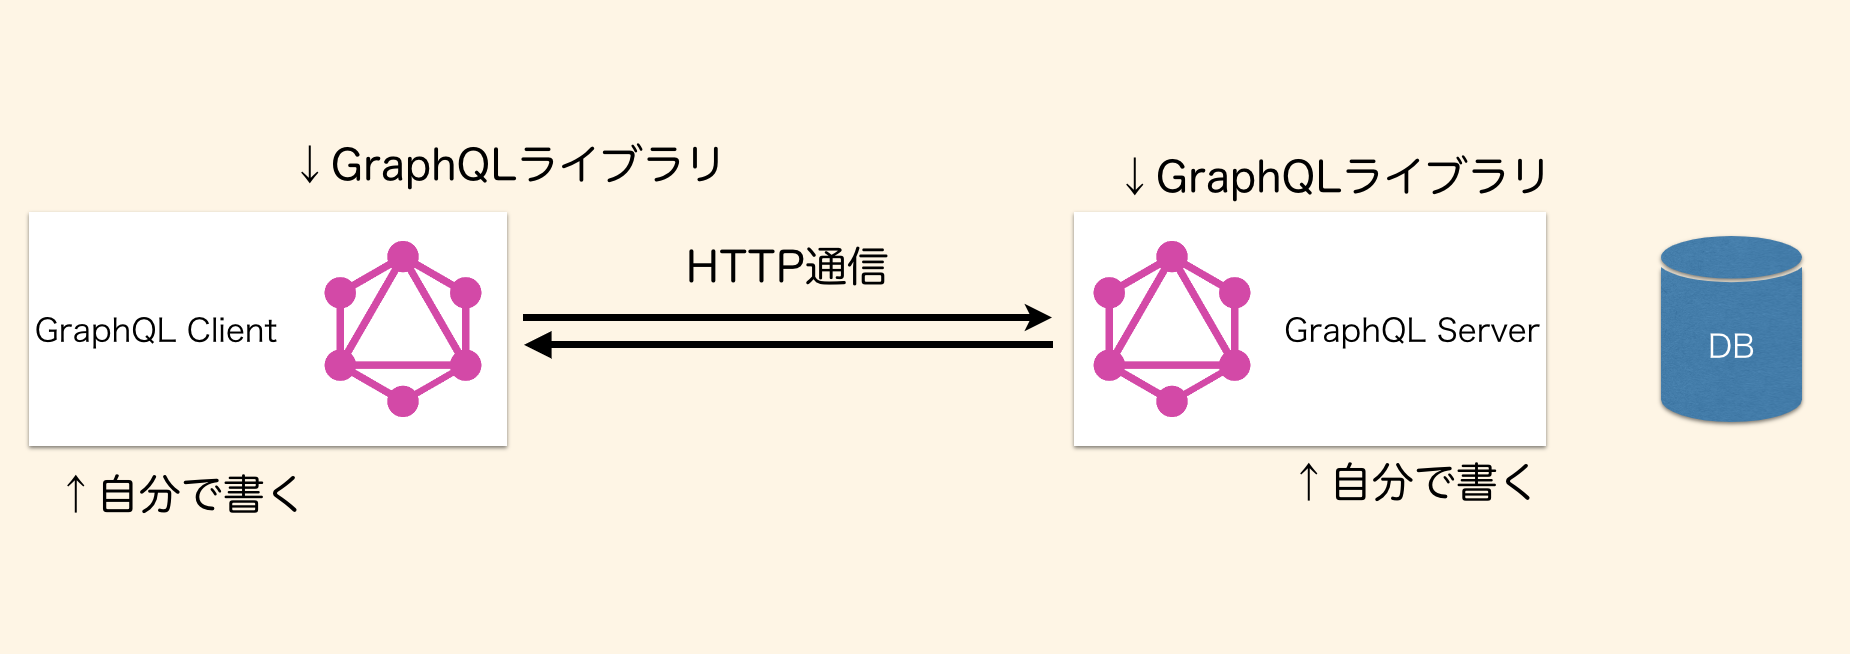 ↓GraphQLライブラリ
↓GraphQLライブラリ
HTTP通信
GraphQL Client
GraphQL Server
DB
↑自分で書く
↑自分で書く